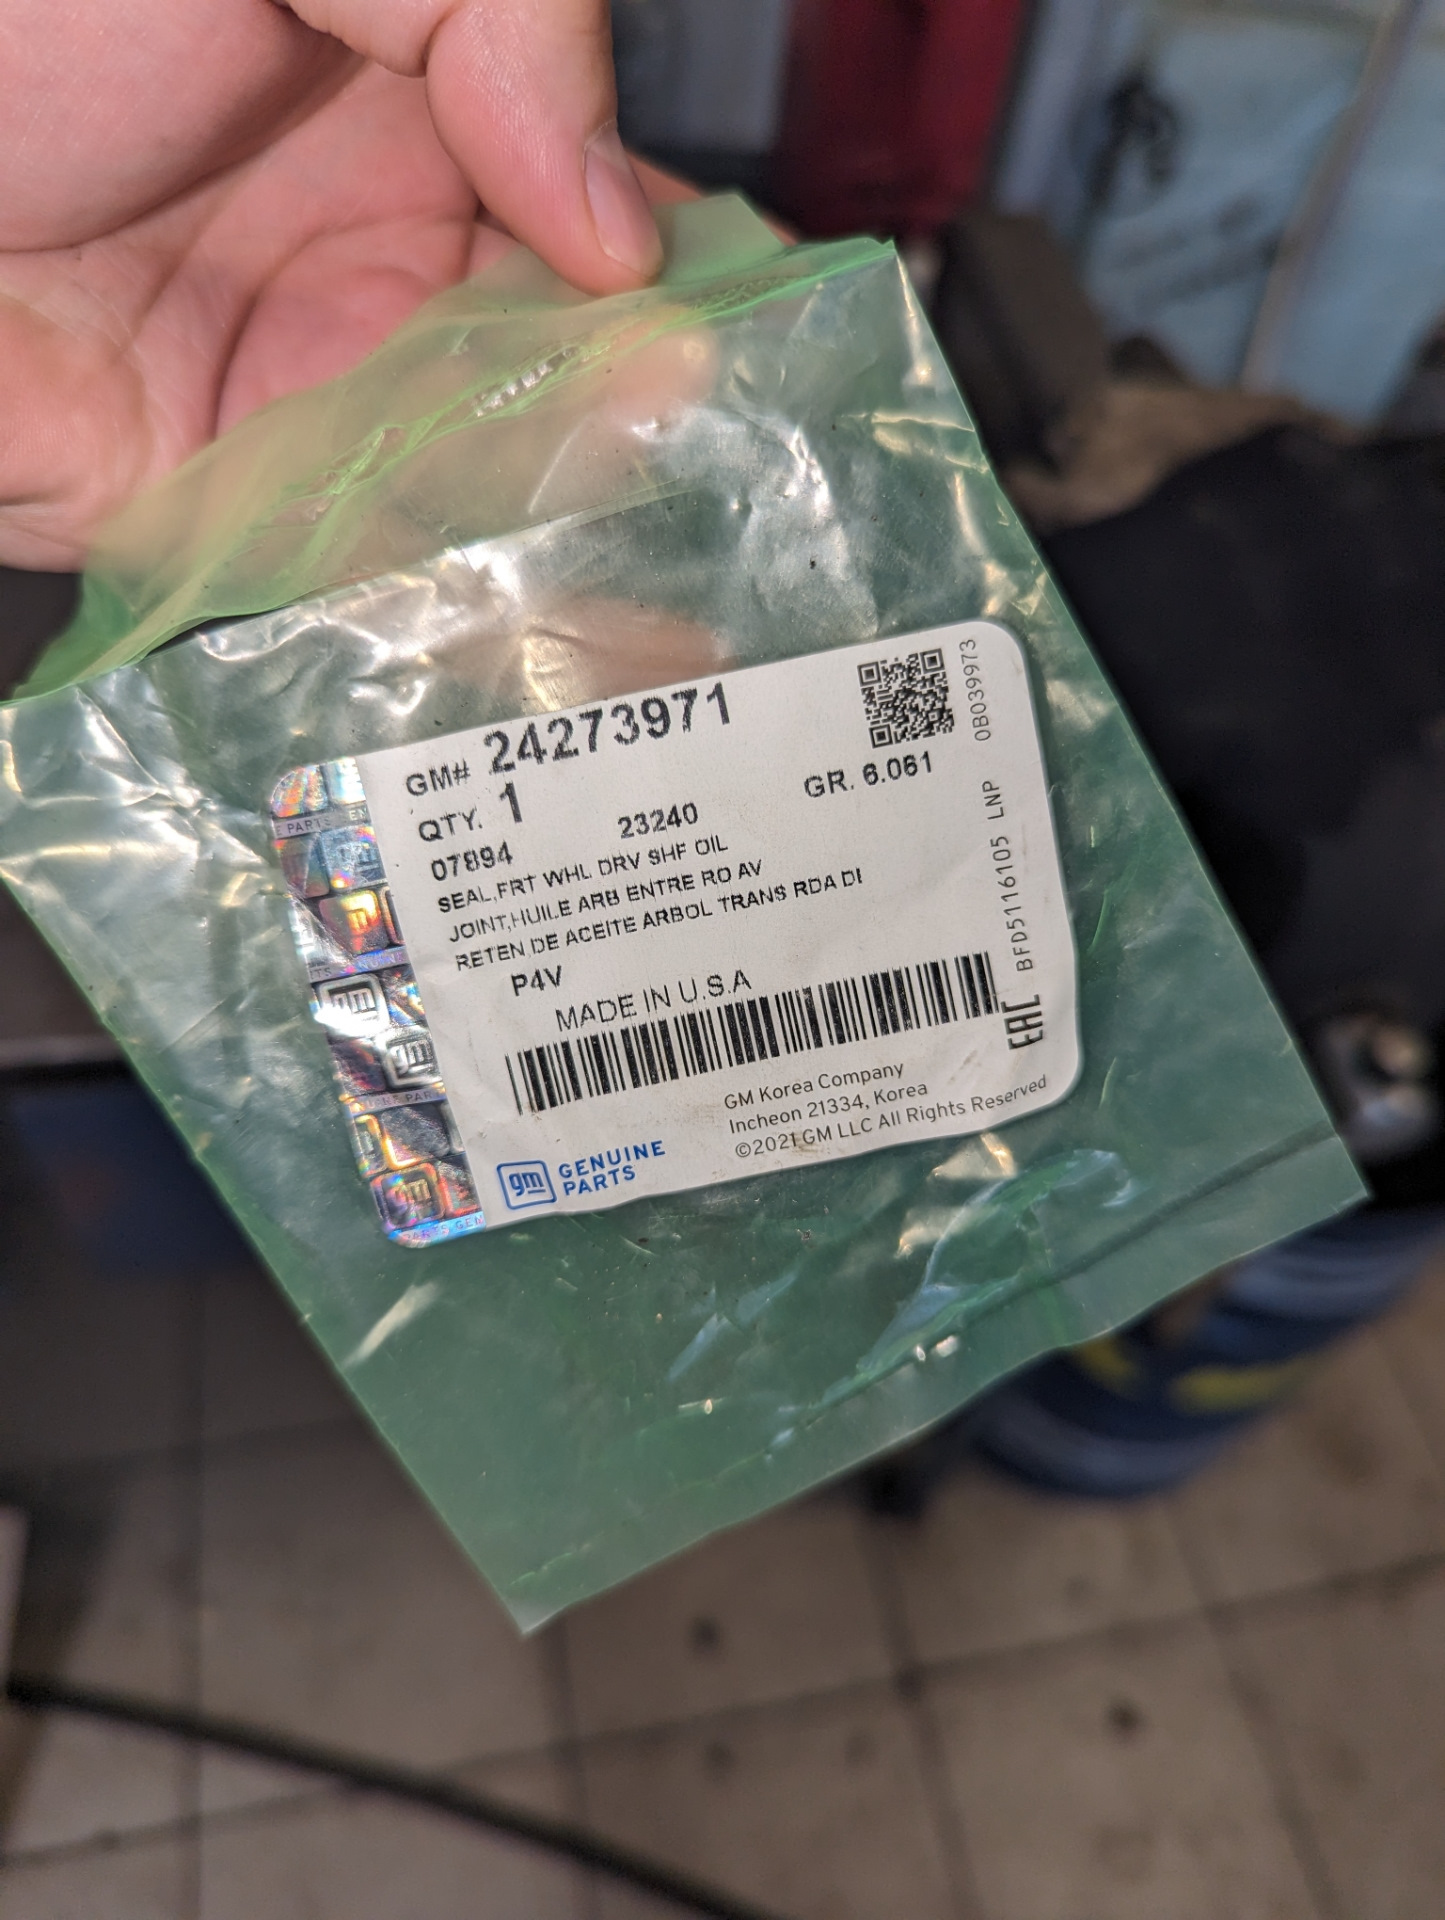 GM# 24273971
QTY. 1
GR. 6.061
07894 23240
SEAL,FRT WHL DRV SHF OIL
JOINT,HUILE ARB ENTRE RO AV
RETEN DE ACEITE ARBOL TRANS RDA DI
P4V
MADE IN U.S.A
GM Korea Company
Incheon 21334, Korea
©2021 GM LLC All Rights Reserved
gm GENUINE
PARTS
0B039973
BFD5116105 LNP
EAC